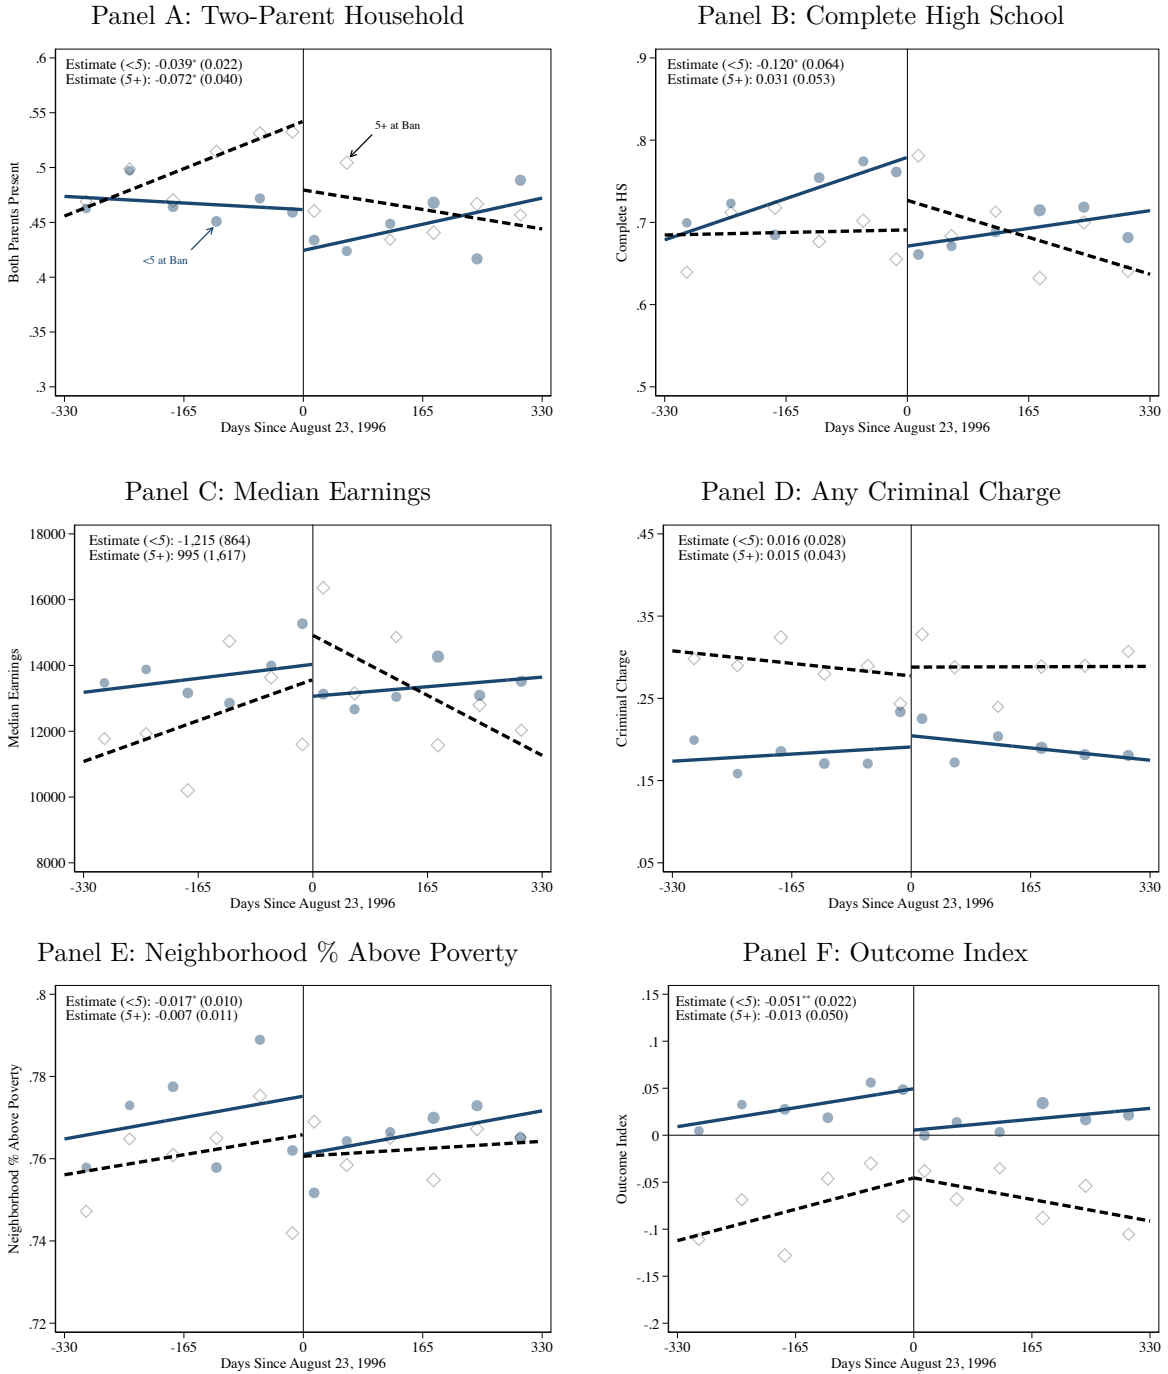 Panel A: Two-Parent Household
Estimate (<5): -0.039* (0.022)
Estimate (5+): -0.072* (0.040)
5+ at Ban
<5 at Ban
Both Parents Present
.6
.55
.5
.45
.4
.35
.3
-330 -165 0 165 330
Days Since August 23, 1996
Panel B: Complete High School
Estimate (<5): -0.120* (0.064)
Estimate (5+): 0.031 (0.053)
Complete HS
.9
.8
.7
.6
.5
-330 -165 0 165 330
Days Since August 23, 1996
Panel C: Median Earnings
Estimate (<5): -1,215 (864)
Estimate (5+): 995 (1,617)
Median Earnings
18000
16000
14000
12000
10000
8000
-330 -165 0 165 330
Days Since August 23, 1996
Panel D: Any Criminal Charge
Estimate (<5): 0.016 (0.028)
Estimate (5+): 0.015 (0.043)
Criminal Charge
.45
.35
.25
.15
.05
-330 -165 0 165 330
Days Since August 23, 1996
Panel E: Neighborhood % Above Poverty
Estimate (<5): -0.017* (0.010)
Estimate (5+): -0.007 (0.011)
Neighborhood % Above Poverty
.8
.78
.76
.74
.72
-330 -165 0 165 330
Days Since August 23, 1996
Panel F: Outcome Index
Estimate (<5): -0.051** (0.022)
Estimate (5+): -0.013 (0.050)
Outcome Index
.15
.1
.05
0
-.05
-.1
-.15
-.2
-330 -165 0 165 330
Days Since August 23, 1996